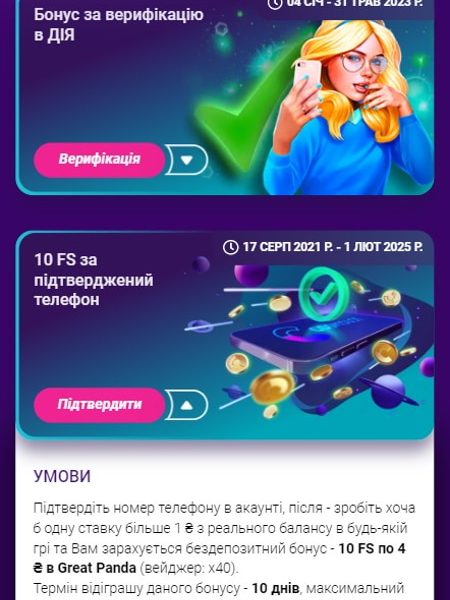 04 СІЧ - 31 ТРАВ 2023 Р.
Бонус за верифікацію
в ДІЯ
Верифікація
17 СЕРП 2021 Р. - 1 ЛЮТ 2025 Р.
10 FS за
підтверджений
телефон
Підтвердити
УМОВИ
Підтвердіть номер телефону в акаунті, після - зробіть хоча
б одну ставку більше 1 ₴ з реального балансу в будь-якій
грі та Вам зарахується бездепозитний бонус - 10 FS по 4
₴ в Great Panda (вейджер: х40).
Термін відіграшу даного бонусу - 10 днів, максимальний